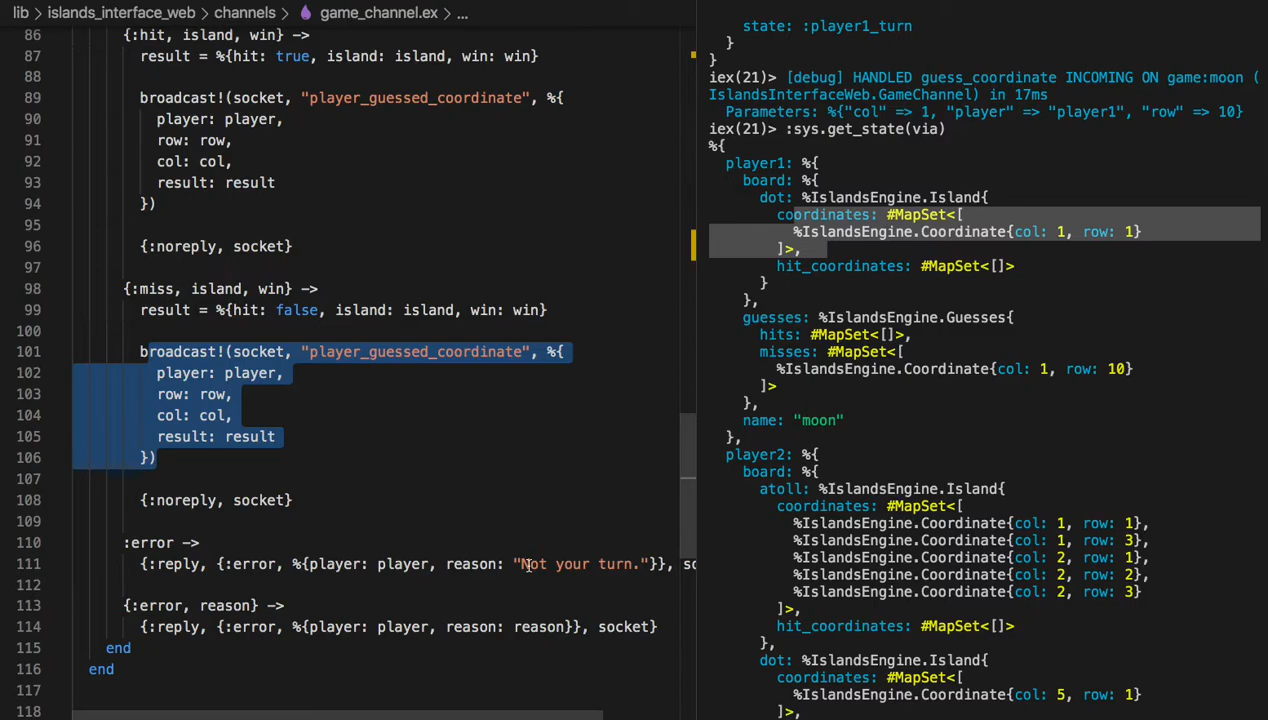 lib > islands_interface_web > channels > game_channel.ex > ...
86 {:hit, island, win} ->
87 result = %{hit: true, island: island, win: win}
88
89 broadcast!(socket, "player_guessed_coordinate", %{
90 player: player,
91 row: row,
92 col: col,
93 result: result
94 })
95
96 {:noreply, socket}
97
98 {:miss, island, win} ->
99 result = %{hit: false, island: island, win: win}
100
101 broadcast!(socket, "player_guessed_coordinate", %{
102 player: player,
103 row: row,
104 col: col,
105 result: result
106 })
107
108 {:noreply, socket}
109
110 :error ->
111 {:reply, {:error, %{player: player, reason: "Not your turn."}}, so
112
113 {:error, reason} ->
114 {:reply, {:error, %{player: player, reason: reason}}, socket}
115 end
116 end
117
118
state: :player1_turn
}
}
iex(21)> [debug] HANDLED guess_coordinate INCOMING ON game:moon (
IslandsInterfaceWeb.GameChannel) in 17ms
Parameters: %{"col" => 1, "player" => "player1", "row" => 10}
iex(21)> :sys.get_state(via)
%{
player1: %{
board: %{
dot: %IslandsEngine.Island{
coordinates: #MapSet<[
%IslandsEngine.Coordinate{col: 1, row: 1}
]>,
hit_coordinates: #MapSet<[]>
}
},
guesses: %IslandsEngine.Guesses{
hits: #MapSet<[]>,
misses: #MapSet<[
%IslandsEngine.Coordinate{col: 1, row: 10}
]>
},
name: "moon"
},
player2: %{
board: %{
atoll: %IslandsEngine.Island{
coordinates: #MapSet<[
%IslandsEngine.Coordinate{col: 1, row: 1},
%IslandsEngine.Coordinate{col: 1, row: 3},
%IslandsEngine.Coordinate{col: 2, row: 1},
%IslandsEngine.Coordinate{col: 2, row: 2},
%IslandsEngine.Coordinate{col: 2, row: 3}
]>,
hit_coordinates: #MapSet<[]>
},
dot: %IslandsEngine.Island{
coordinates: #MapSet<[
%IslandsEngine.Coordinate{col: 5, row: 1}
]>,